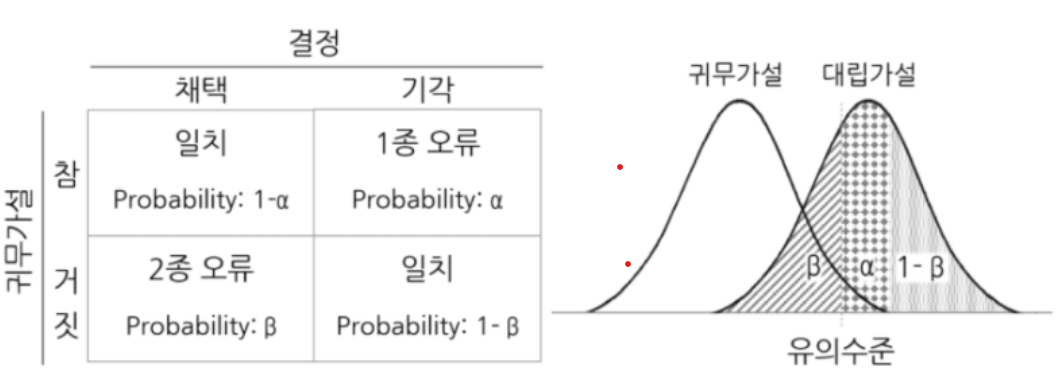 결정
채택 기각
귀무가설
참
일치
Probability: 1-α
1종 오류
Probability: α
거짓
2종 오류
Probability: β
일치
Probability: 1- β
귀무가설 대립가설
β α 1- β
유의수준